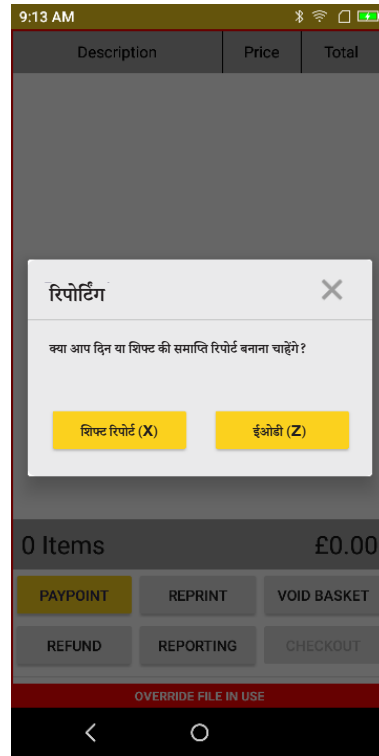 9:13 AM
Description Price Total
रिपोर्टिंग
क्या आप दिन या शिफ्ट की समाप्ति रिपोर्ट बनाना चाहेंगे?
शिफ्ट रिपोर्ट (X) ईओडी (Z)
0 Items £0.00
PAYPOINT REPRINT VOID BASKET
REFUND REPORTING CHECKOUT
OVERRIDE FILE IN USE